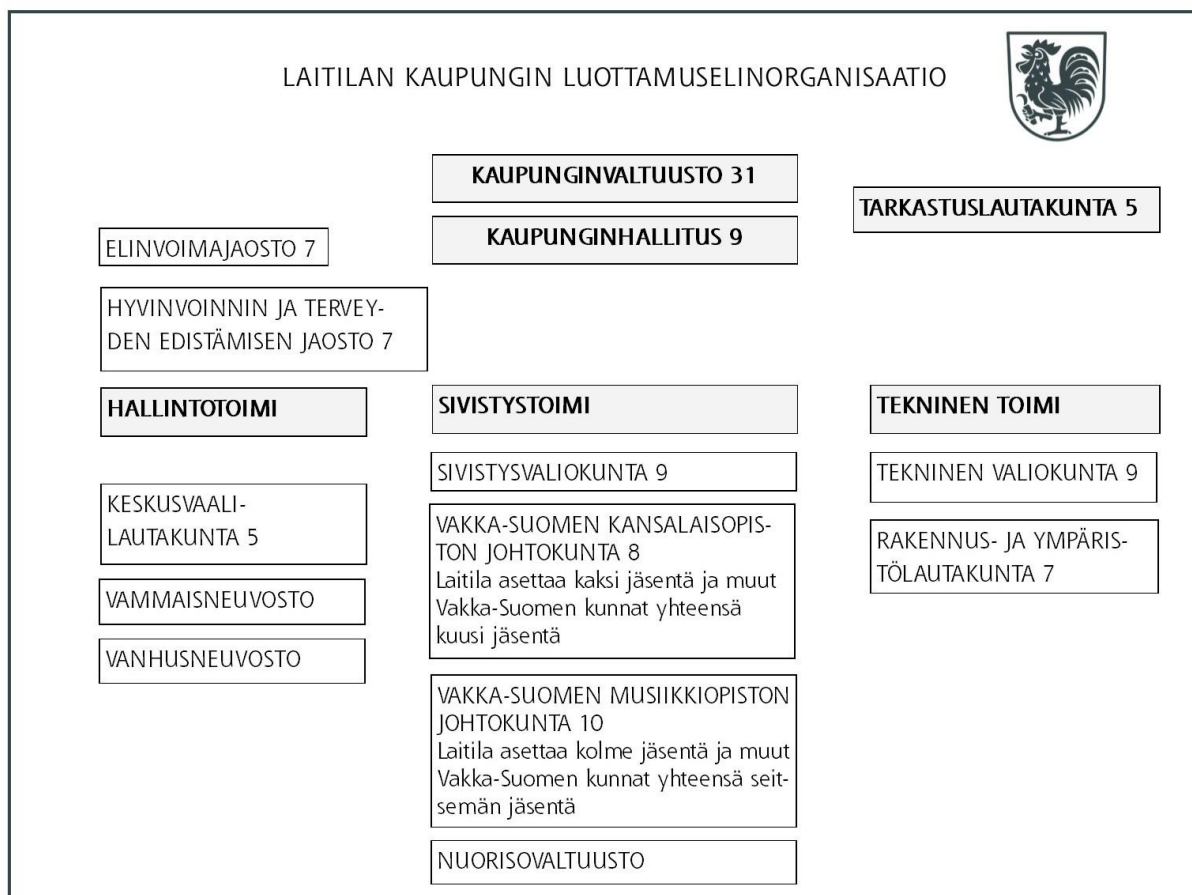 LAITILAN KAUPUNGIN LUOTTAMUSELINORGANISAATIO
KAUPUNGINVALTUUSTO 31
TARKASTUSLAUTAKUNTA 5
KAUPUNGINHALLITUS 9
ELINVOIMAJAOSTO 7
HYVINVOINNIN JA TERVEY-
DEN EDISTÄMISEN JAOSTO 7
HALLINTOTOIMI
KESKUSVAALI-
LAUTAKUNTA 5
VAMMAISNEUVOSTO
VANHUSNEUVOSTO
SIVISTYSTOIMI
SIVISTYSVALIOKUNTA 9
VAKKA-SUOMEN KANSALAISOPIS-
TON JOHTOKUNTA 8
Laitila asettaa kaksi jäsentä ja muut
Vakka-Suomen kunnat yhteensä
kuusi jäsentä
VAKKA-SUOMEN MUSIIKKIOPISTON
JOHTOKUNTA 10
Laitila asettaa kolme jäsentä ja muut
Vakka-Suomen kunnat yhteensä seit-
semän jäsentä
NUORISOVALTUUSTO
TEKNINEN TOIMI
TEKNINEN VALIOKUNTA 9
RAKENNUS- JA YMPÄRIS-
TÖLAUTAKUNTA 7